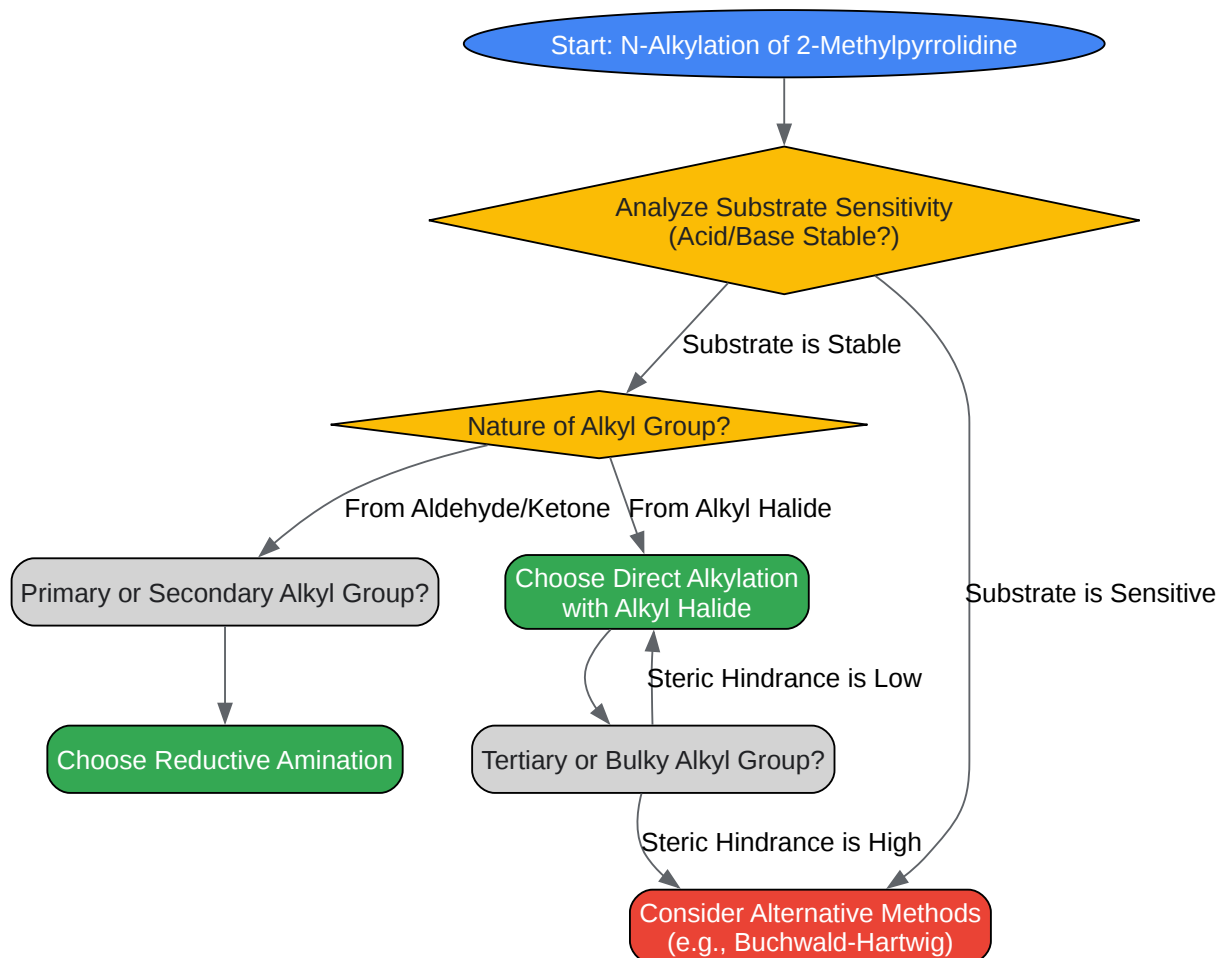 Start: N-Alkylation of 2-Methylpyrrolidine
Analyze Substrate Sensitivity
(Acid/Base Stable?)
Substrate is Stable
Nature of Alkyl Group?
From Aldehyde/Ketone
From Alkyl Halide
Primary or Secondary Alkyl Group?
Choose Direct Alkylation
with Alkyl Halide
Substrate is Sensitive
Steric Hindrance is Low
Choose Reductive Amination
Tertiary or Bulky Alkyl Group?
Steric Hindrance is High
Consider Alternative Methods
(e.g., Buchwald-Hartwig)